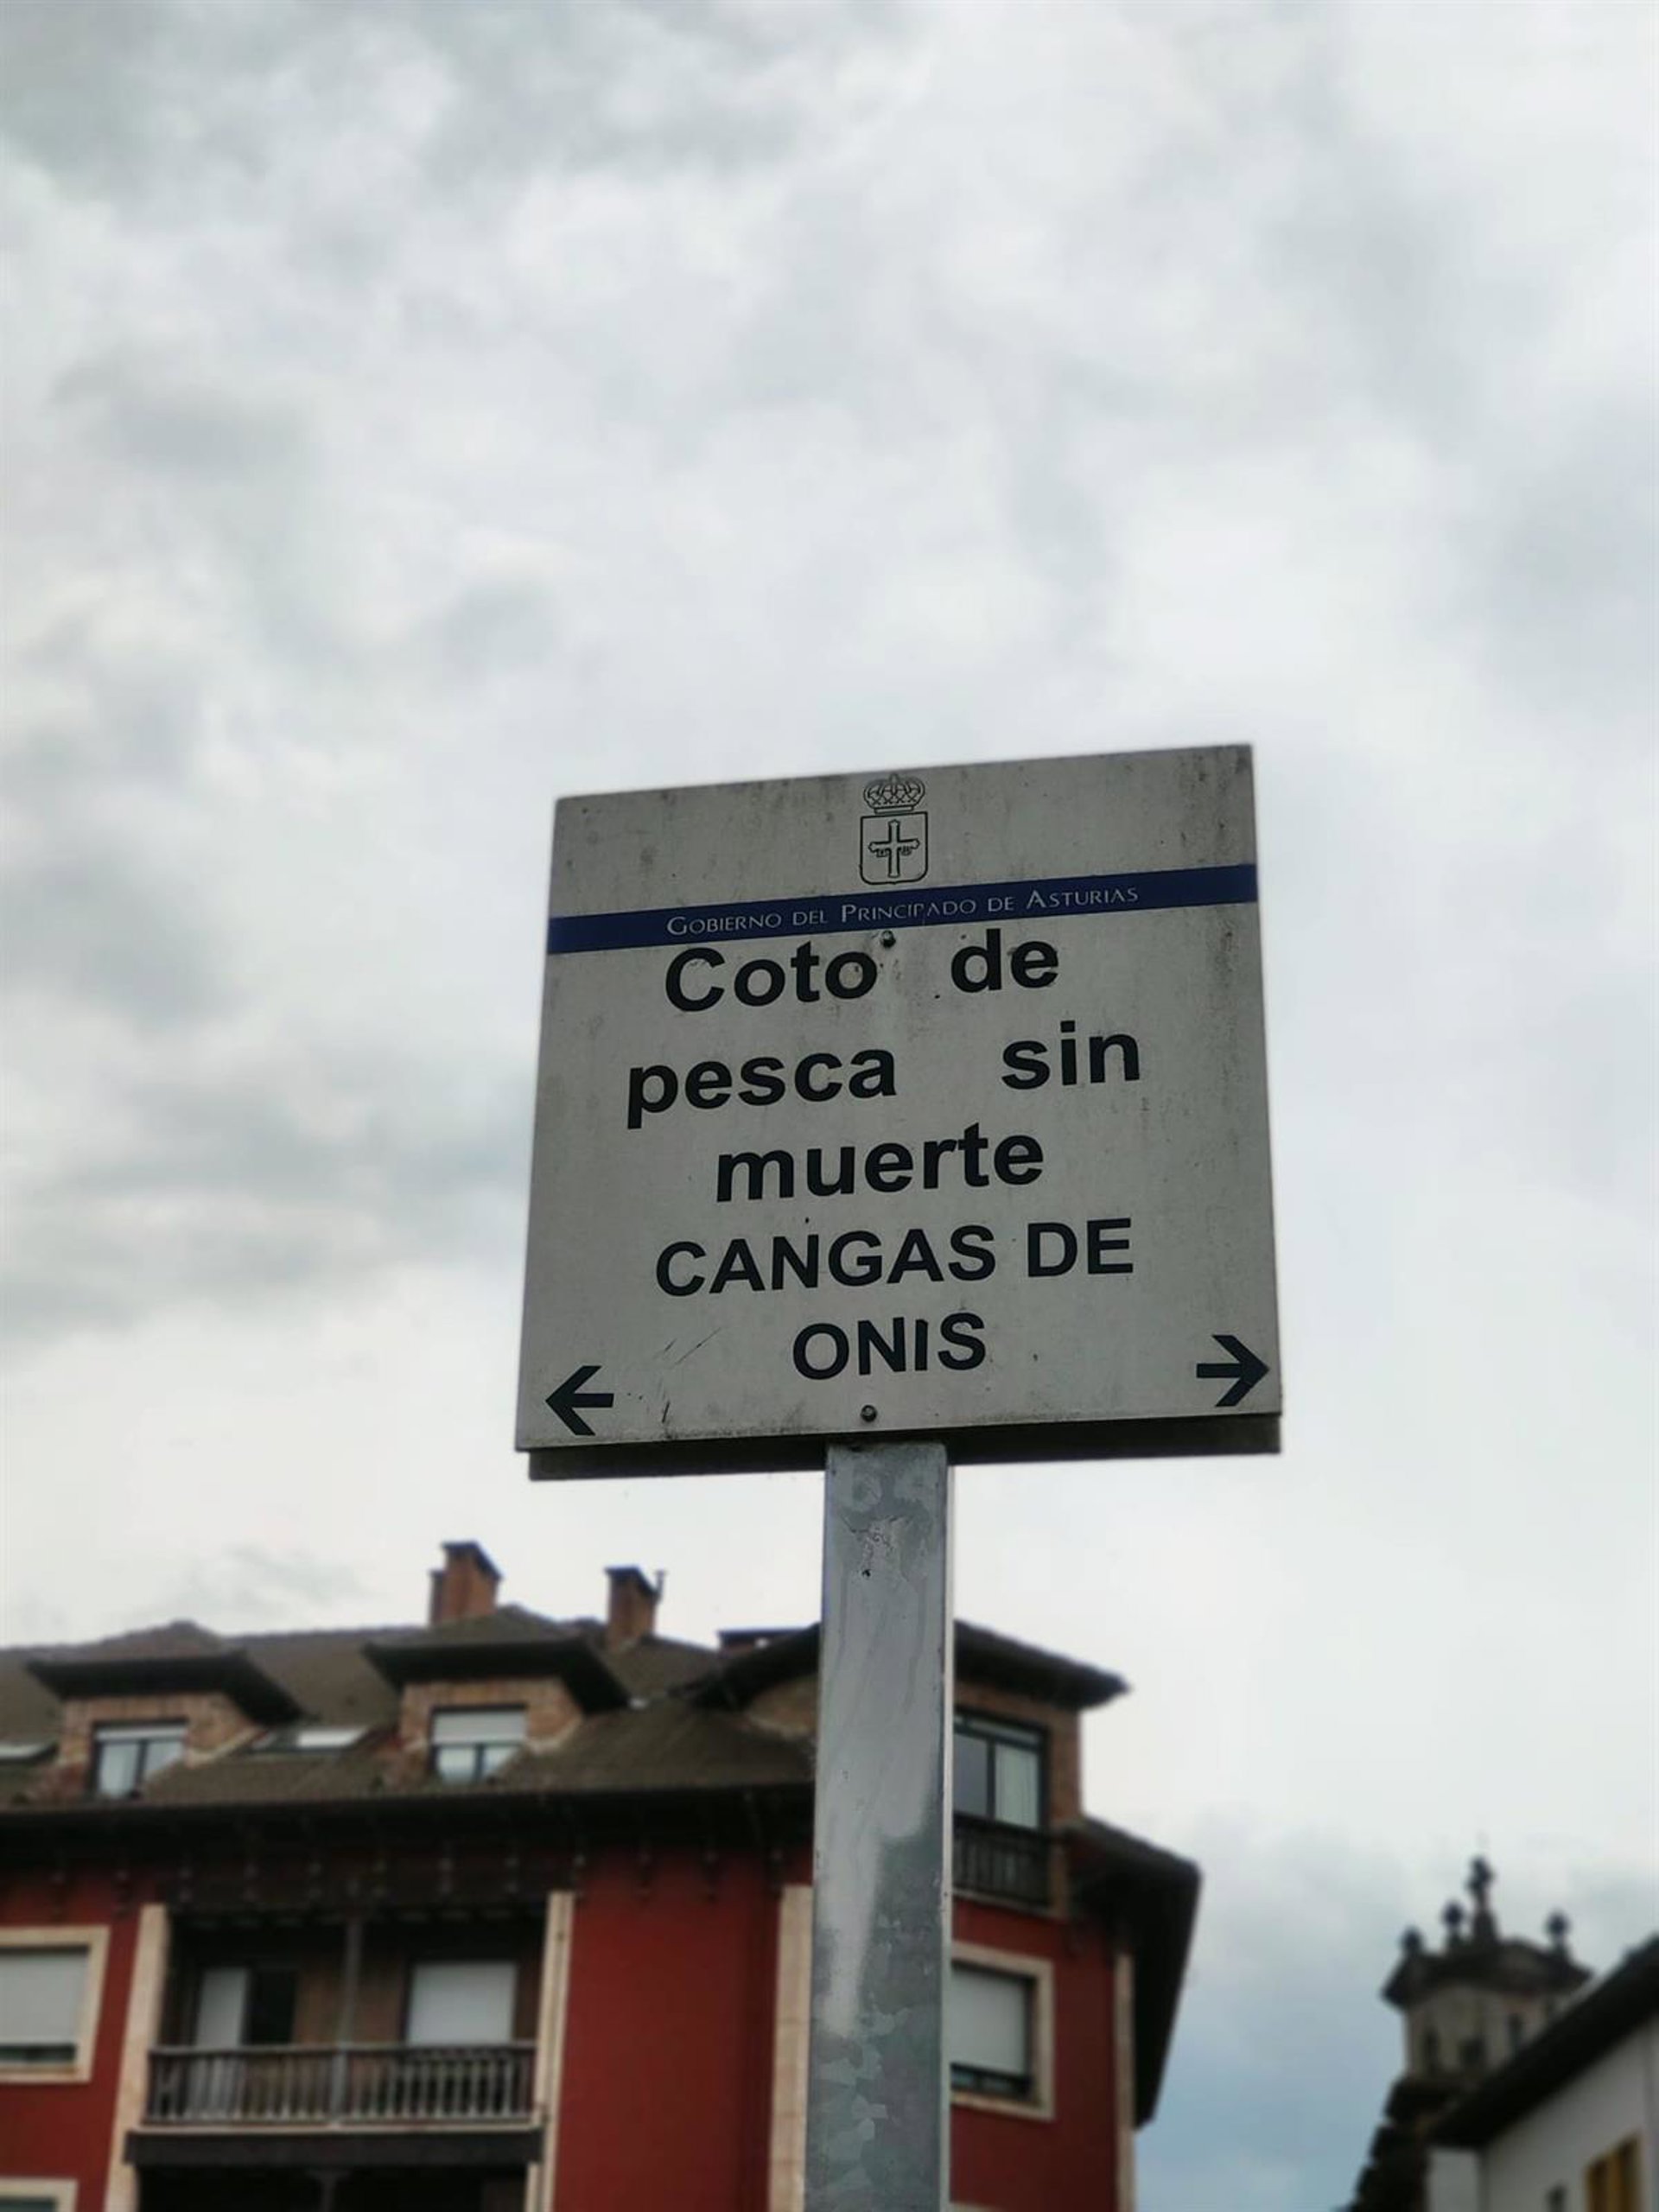 GOBIERNO DEL PRINCIPADO DE ASTURIAS
Coto de
pesca sin
muerte
CANGAS DE
ONIS